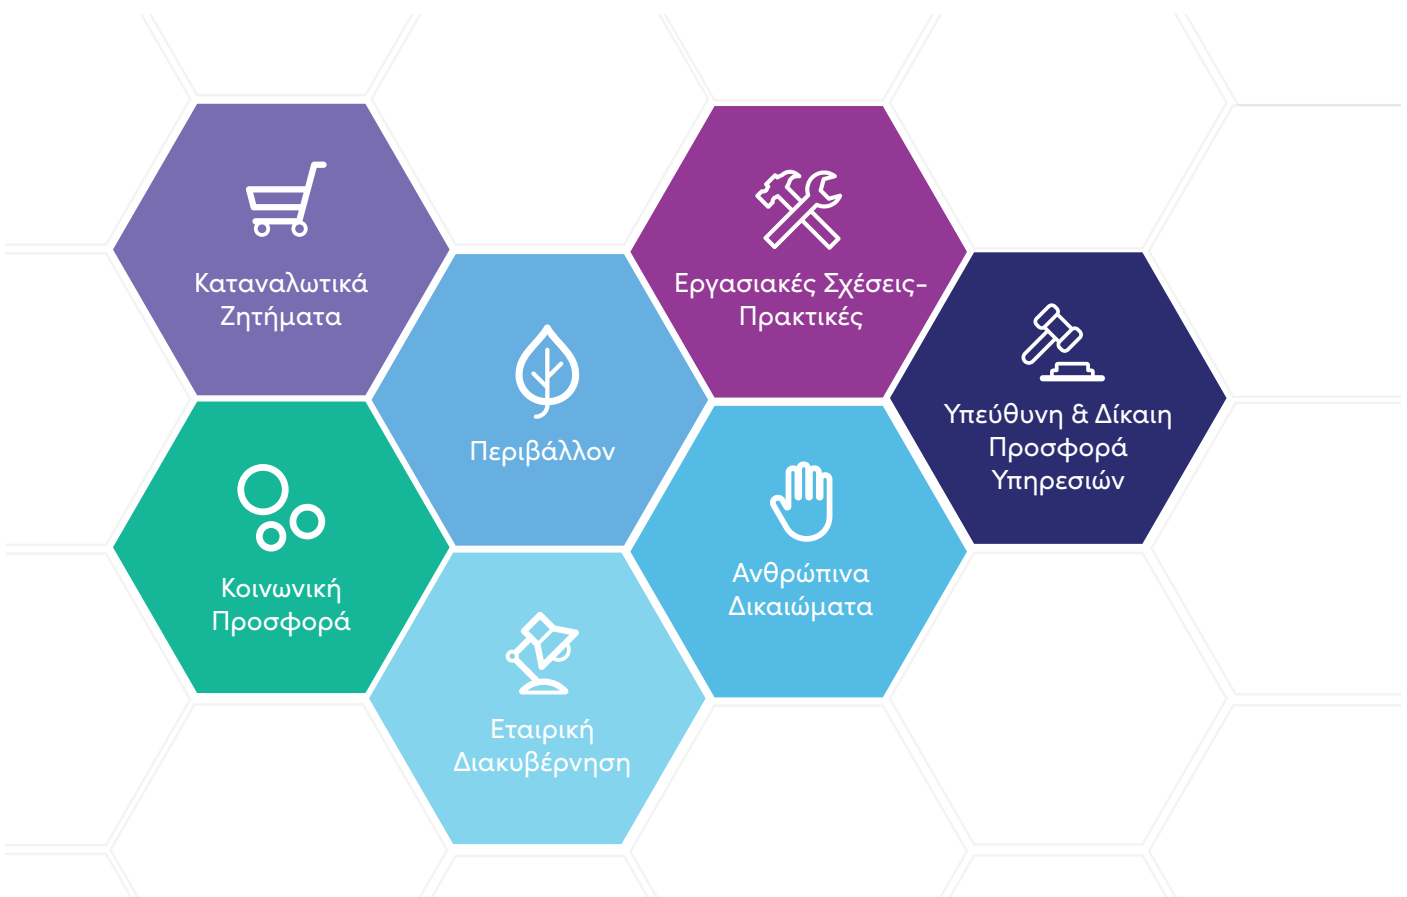 Καταναλωτικά
Ζητήματα
Εργασιακές Σχέσεις-
Πρακτικές
Περιβάλλον
Υπεύθυνη & Δίκαιη
Προσφορά
Υπηρεσιών
Κοινωνική
Προσφορά
Ανθρώπινα
Δικαιώματα
Εταιρική
Διακυβέρνηση